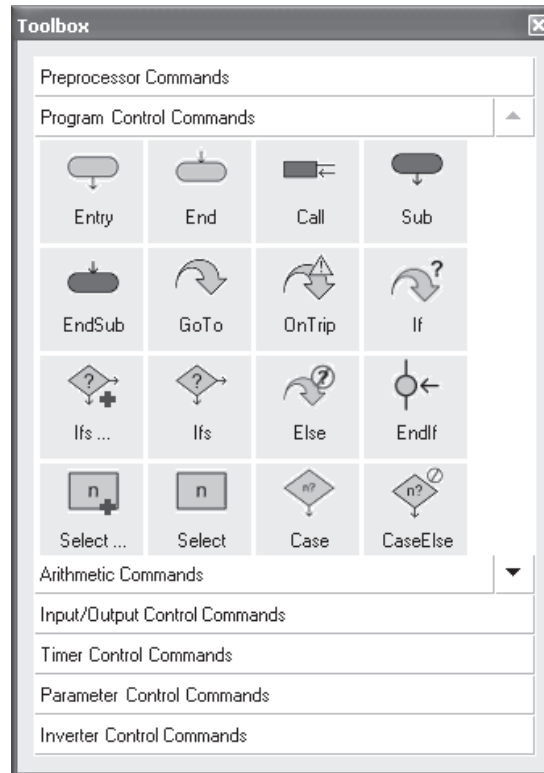 Toolbox
Preprocessor Commands
Program Control Commands
Entry End Call Sub
EndSub GoTo OnTrip If
?
? ? ?
Ifs ... Ifs Else EndIf
n n n? n?
Select ... Select Case CaseElse
Arithmetic Commands
Input/Output Control Commands
Timer Control Commands
Parameter Control Commands
Inverter Control Commands